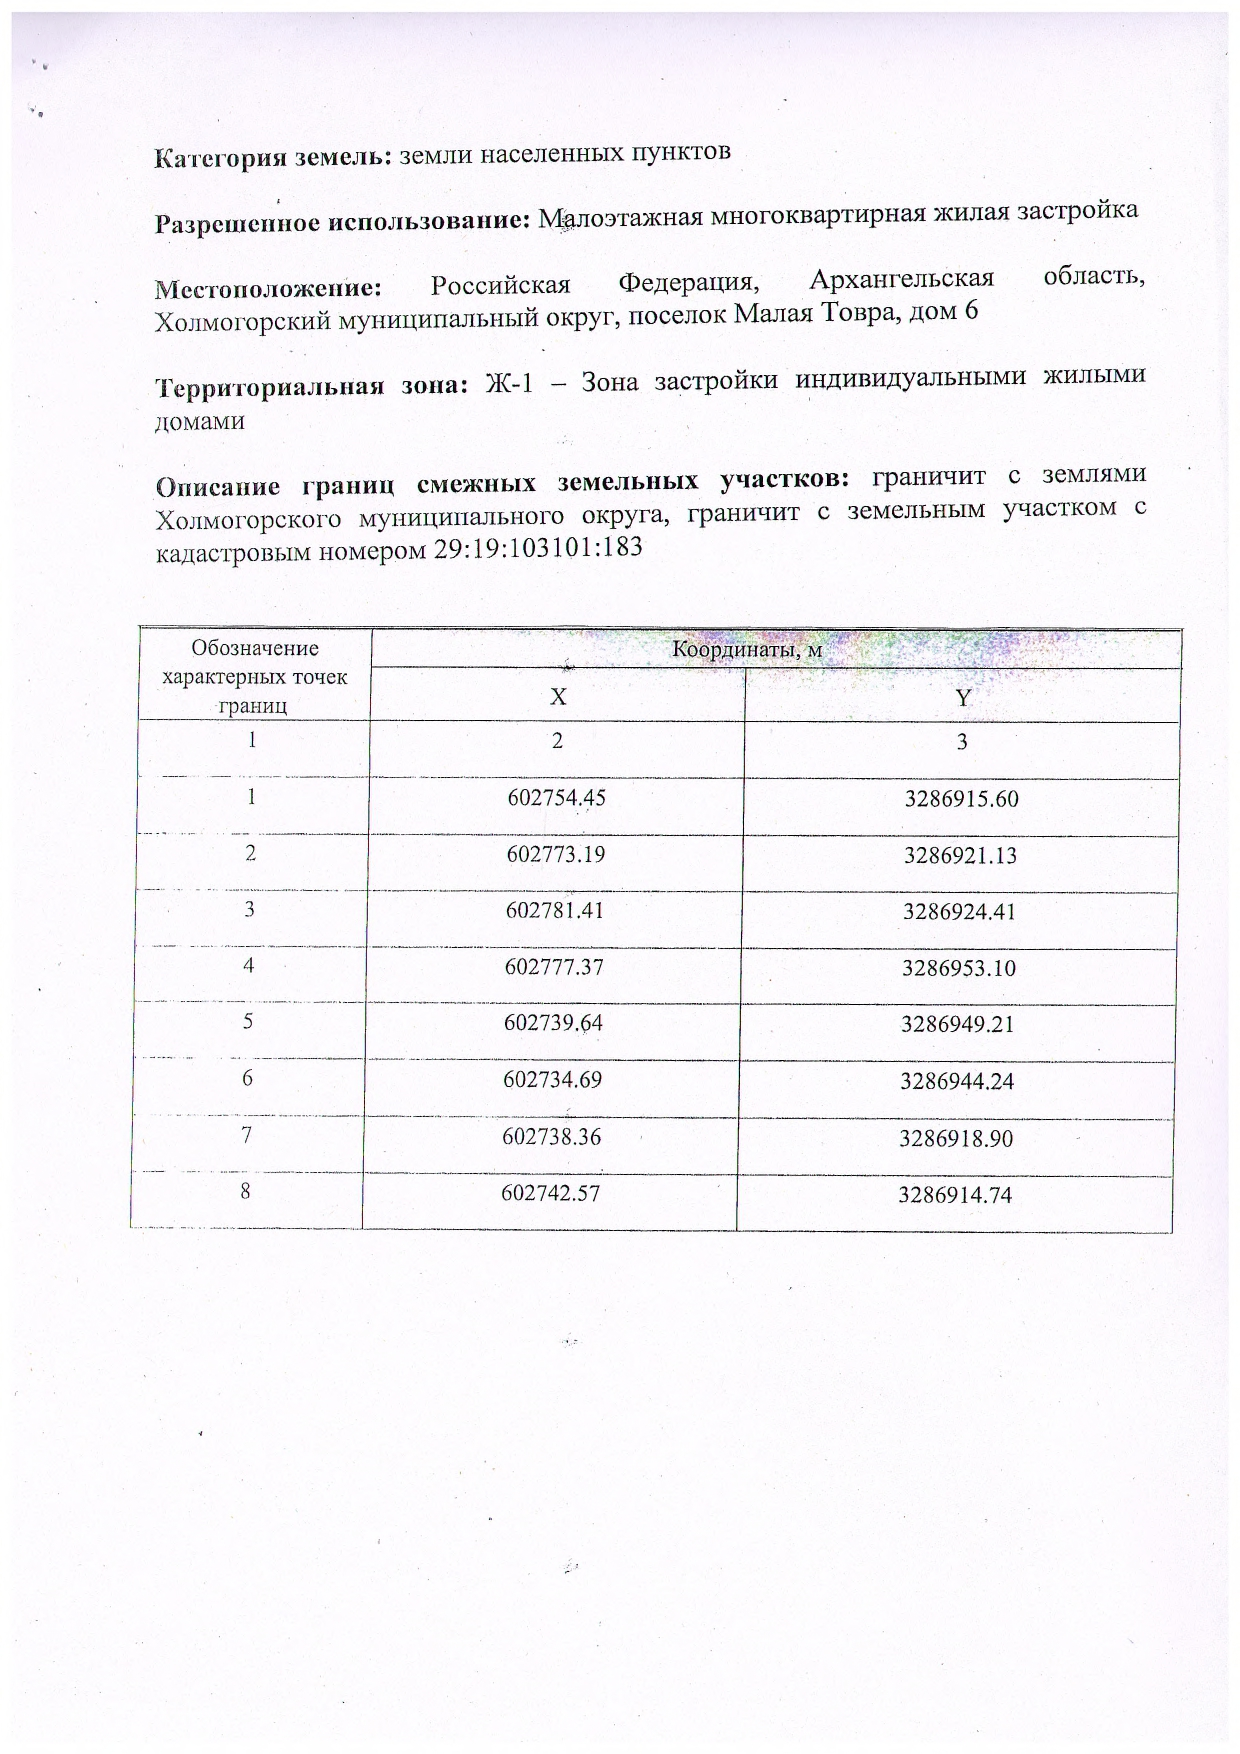 Категория земель: земли населенных пунктов
Разрешенное использование: Малоэтажная многоквартирная жилая застройка
Местоположение: Российская Федерация, Архангельская область,
Холмогорский муниципальный округ, поселок Малая Товра, дом 6
Территориальная зона: Ж-1 – Зона застройки индивидуальными жилыми
домами
Описание границ смежных земельных участков: граничит с землями
Холмогорского муниципального округа, граничит с земельным участком с
кадастровым номером 29:19:103101:183
Обозначение
характерных точек
границ
Координаты, м
X Y
1 2 3
1 602754.45 3286915.60
2 602773.19 3286921.13
3 602781.41 3286924.41
4 602777.37 3286953.10
5 602739.64 3286949.21
6 602734.69 3286944.24
7 602738.36 3286918.90
8 602742.57 3286914.74